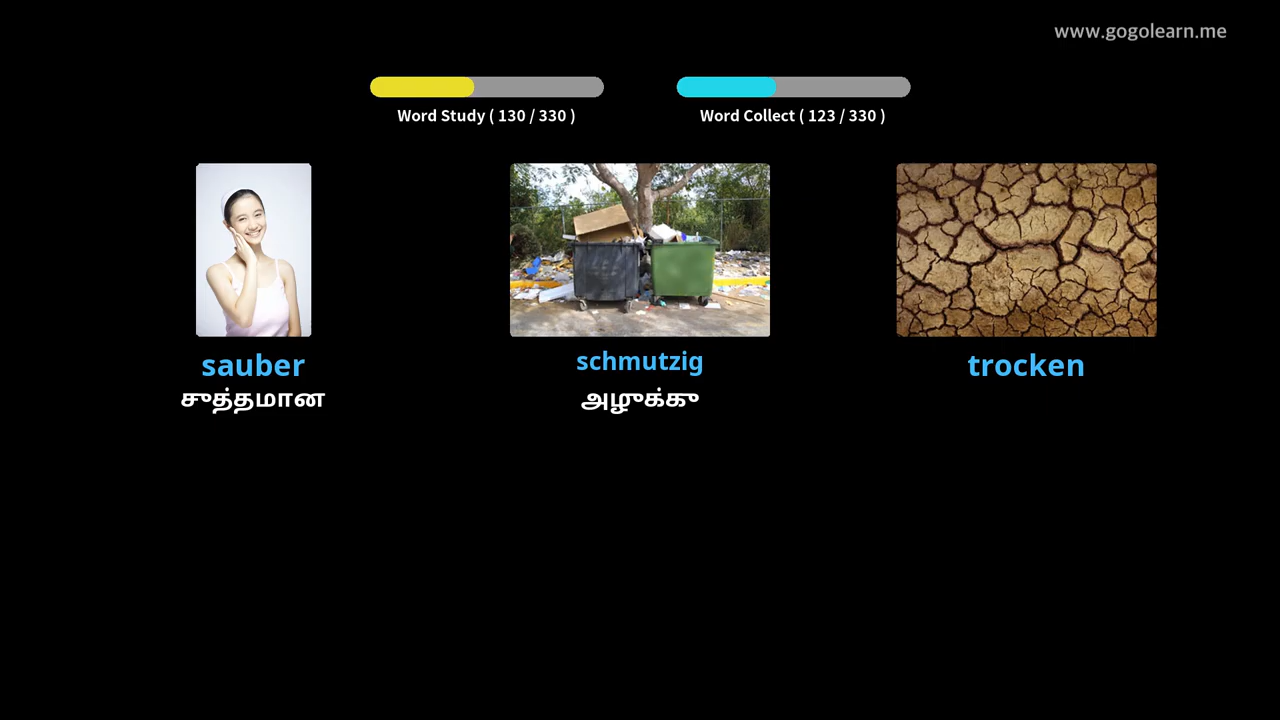 www.gogolearn.me
Word Study ( 130 / 330 )
Word Collect ( 123 / 330 )
sauber
schmutzig
trocken
சுத்தமான
அழுக்கு